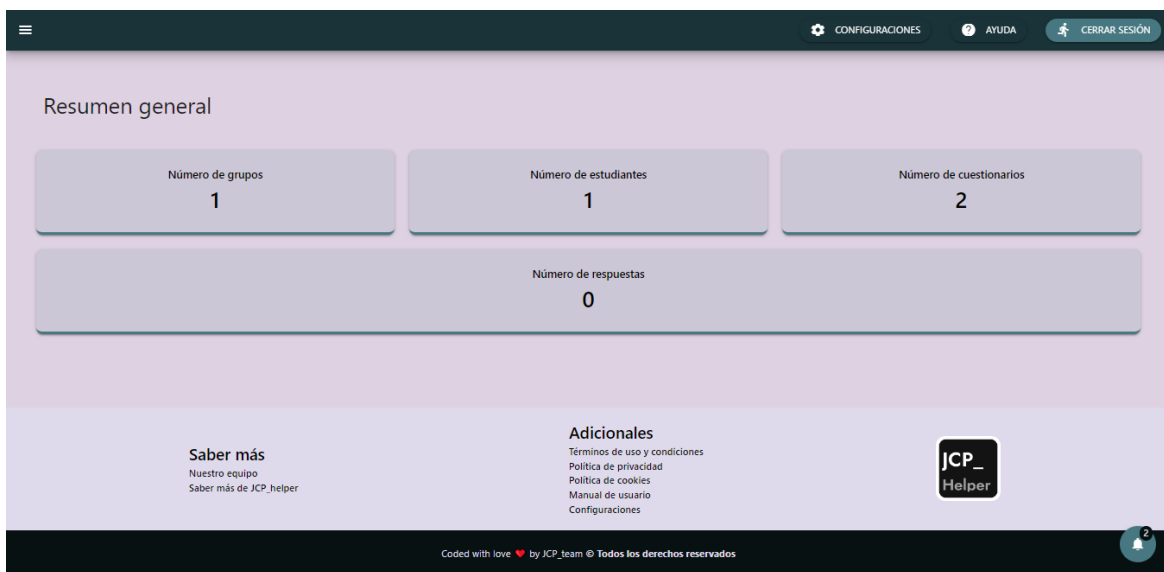 CONFIGURACIONES
AYUDA
CERRAR SESIÓN
Resumen general
Número de grupos
1
Número de estudiantes
1
Número de cuestionarios
2
Número de respuestas
0
Saber más
Nuestro equipo
Saber más de JCP_helper
Adicionales
Términos de uso y condiciones
Política de privacidad
Política de cookies
Manual de usuario
Configuraciones
JCP_
Helper
2
Coded with love ❤ by JCP_team © Todos los derechos reservados